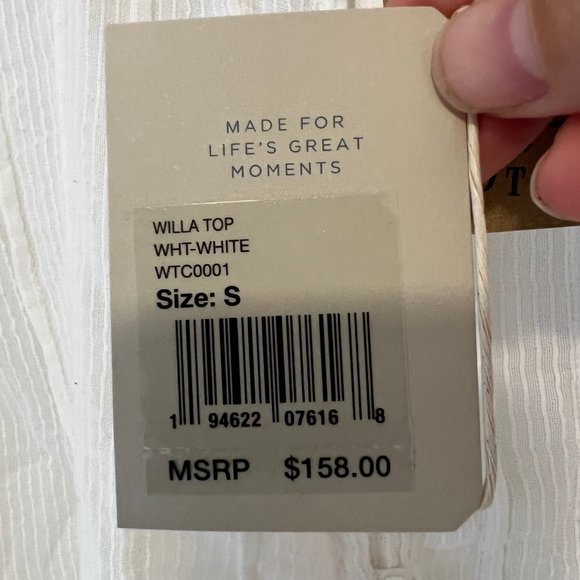 MADE FOR
LIFE'S GREAT
MOMENTS
WILLA TOP
WHT-WHITE
WTC0001
Size: S
1 94622 07616 8
MSRP $158.00